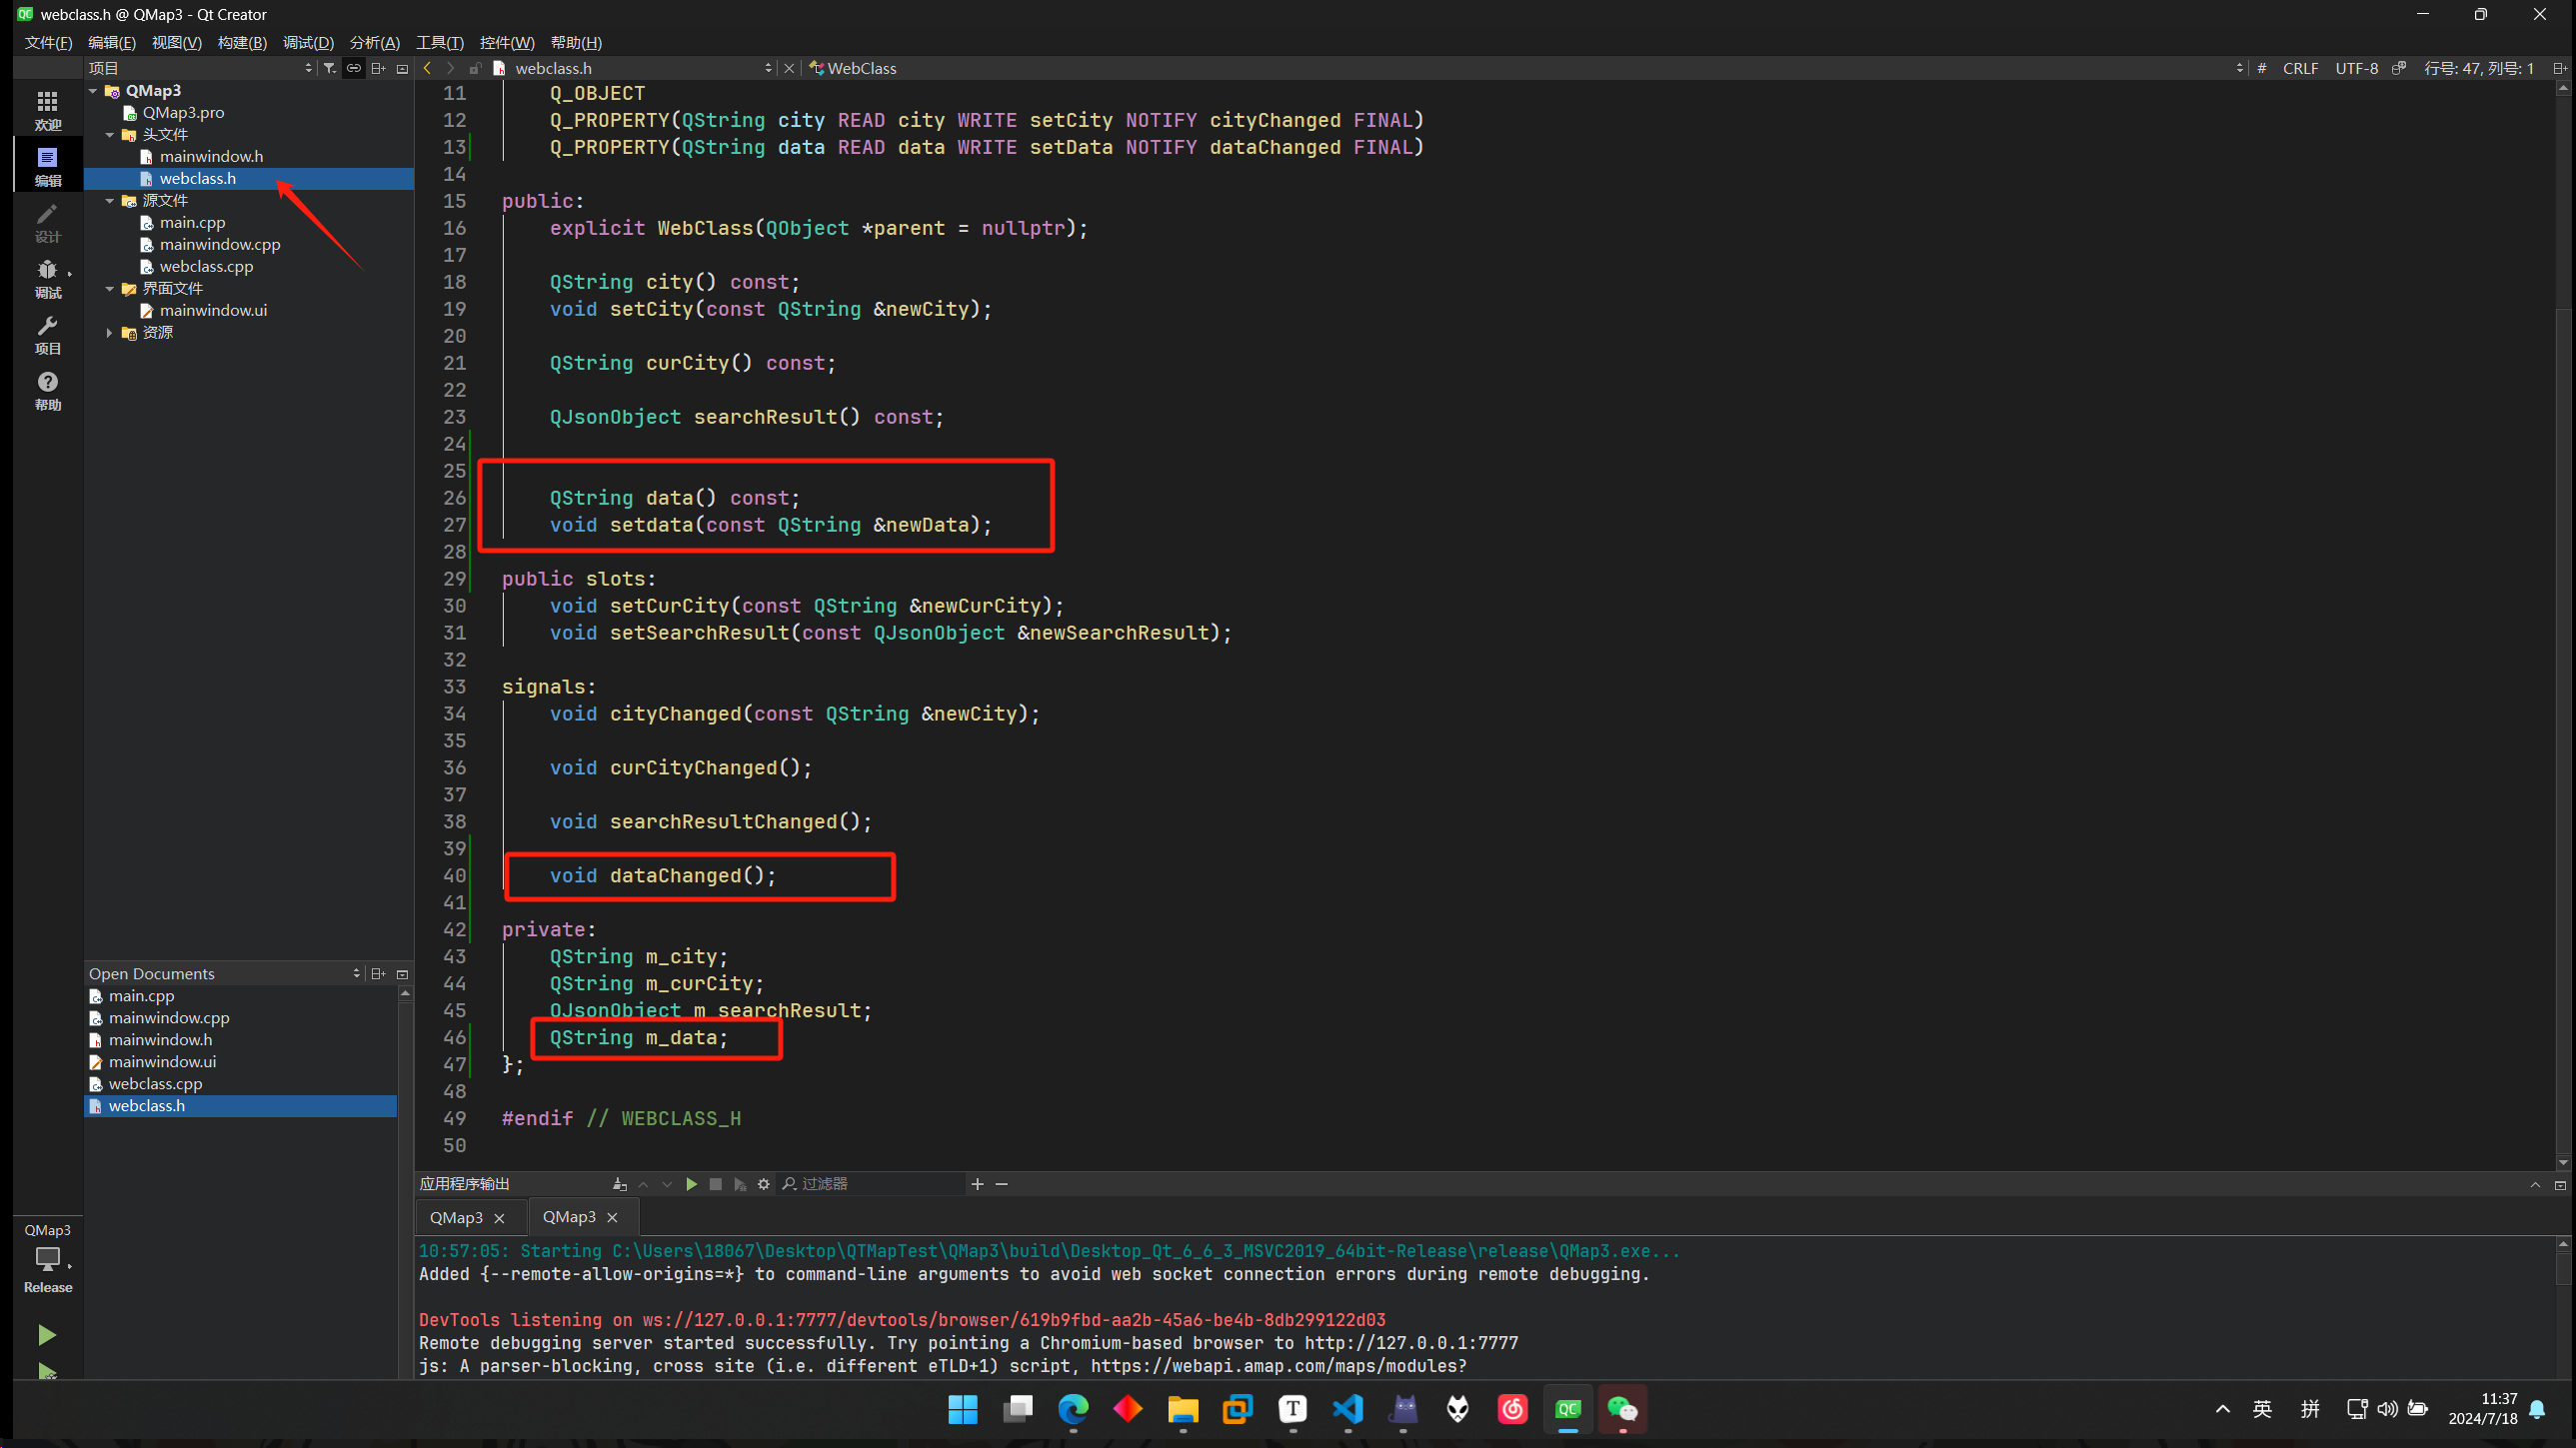 webclass.h @ QMap3 - Qt Creator
文件(F) 编辑(E) 视图(V) 构建(B) 调试(D) 分析(A) 工具(T) 控件(W) 帮助(H)
项目
webclass.h
WebClass
# CRLF UTF-8 行号: 47, 列号: 1
欢迎
编辑
设计
调试
项目
帮助
QMap3
QMap3.pro
头文件
mainwindow.h
webclass.h
源文件
main.cpp
mainwindow.cpp
webclass.cpp
界面文件
mainwindow.ui
资源
11 Q_OBJECT
12 Q_PROPERTY(QString city READ city WRITE setCity NOTIFY cityChanged FINAL)
13 Q_PROPERTY(QString data READ data WRITE setData NOTIFY dataChanged FINAL)
14
15 public:
16 explicit WebClass(QObject *parent = nullptr);
17
18 QString city() const;
19 void setCity(const QString &newCity);
20
21 QString curCity() const;
22
23 QJsonObject searchResult() const;
24
25
26 QString data() const;
27 void setdata(const QString &newData);
28
29 public slots:
30 void setCurCity(const QString &newCurCity);
31 void setSearchResult(const QJsonObject &newSearchResult);
32
33 signals:
34 void cityChanged(const QString &newCity);
35
36 void curCityChanged();
37
38 void searchResultChanged();
39
40 void dataChanged();
41
42 private:
43 QString m_city;
44 QString m_curCity;
45 QJsonObject m_searchResult;
46 QString m_data;
47 };
48
49 #endif // WEBCLASS_H
50
Open Documents
main.cpp
mainwindow.cpp
mainwindow.h
mainwindow.ui
webclass.cpp
webclass.h
QMap3
Release
应用程序输出
过滤器
QMap3
QMap3
10:57:05: Starting C:\Users\18067\Desktop\QTMapTest\QMap3\build\Desktop_Qt_6_6_3_MSVC2019_64bit-Release\release\QMap3.exe...
Added {--remote-allow-origins=*} to command-line arguments to avoid web socket connection errors during remote debugging.
DevTools listening on ws://127.0.0.1:7777/devtools/browser/619b9fbd-aa2b-45a6-be4b-8db299122d03
Remote debugging server started successfully. Try pointing a Chromium-based browser to http://127.0.0.1:7777
js: A parser-blocking, cross site (i.e. different eTLD+1) script, https://webapi.amap.com/maps/modules?
英 拼
11:37
2024/7/18